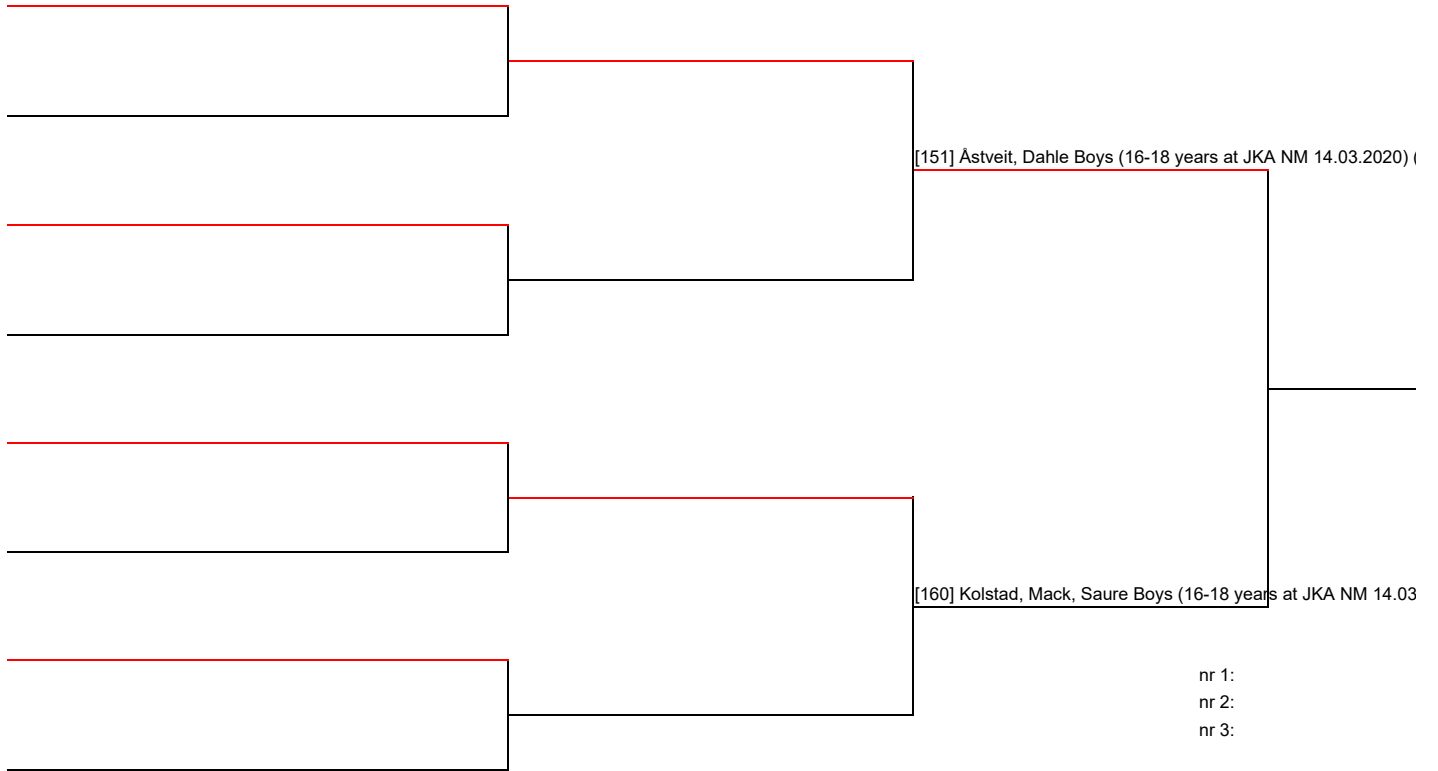 [151] Åstveit, Dahle Boys (16-18 years at JKA NM 14.03.2020) (
[160] Kolstad, Mack, Saure Boys (16-18 years at JKA NM 14.03
nr 1:
nr 2:
nr 3: